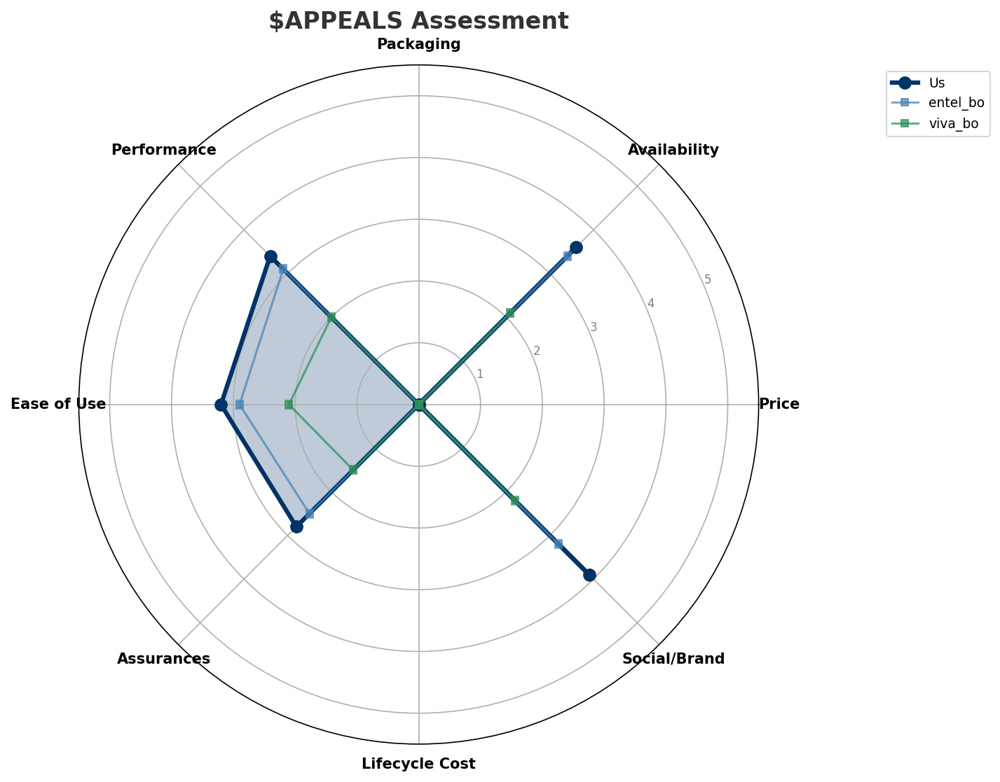 $APPEALS Assessment
Packaging
Us
entel_bo
viva_bo
Performance
Availability
5
4
3
2
1
Ease of Use
Price
Assurances
Social/Brand
Lifecycle Cost